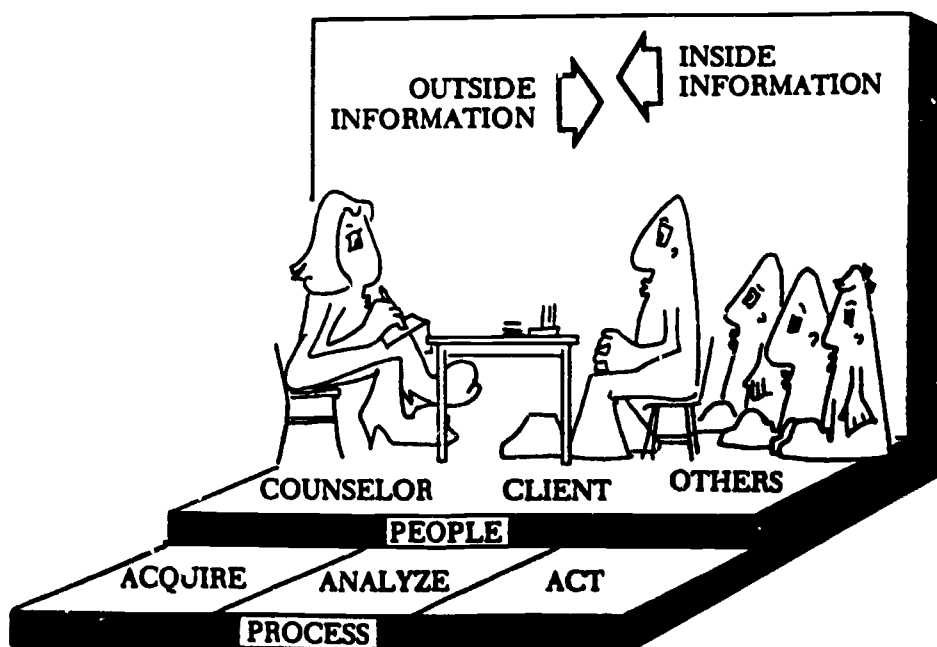 OUTSIDE
INFORMATION
INSIDE
INFORMATION
COUNSELOR CLIENT OTHERS
PEOPLE
ACQUIRE ANALYZE ACT
PROCESS